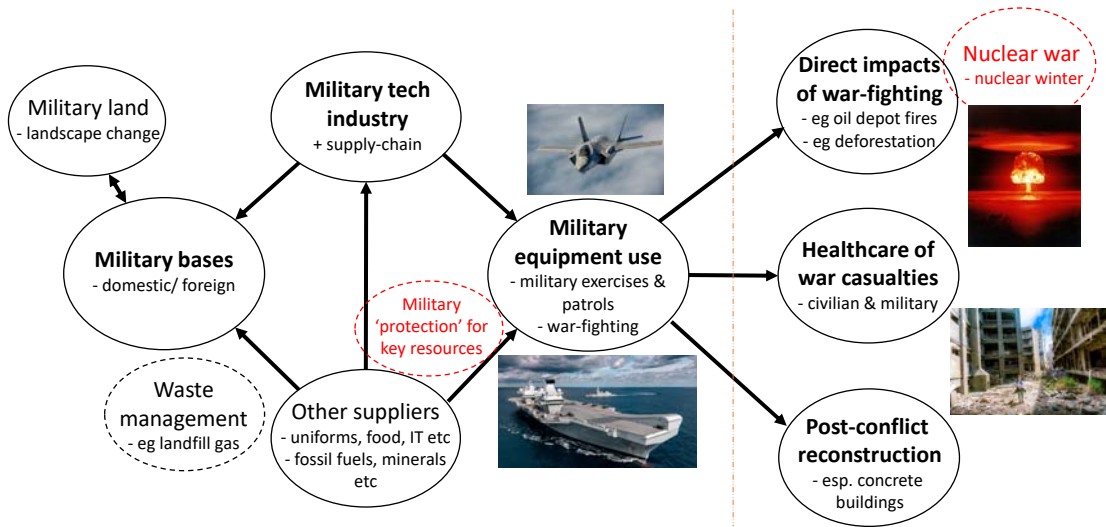 Military land
- landscape change
Military bases
- domestic/ foreign
Waste
management
- eg landfill gas
Military tech
industry
+ supply-chain
Military
‘protection’ for
key resources
Other suppliers
- uniforms, food, IT etc
- fossil fuels, minerals
etc
Military
equipment use
- military exercises &
patrols
- war-fighting
Direct impacts
of war-fighting
- eg oil depot fires
- eg deforestation
Nuclear war
- nuclear winter
Healthcare of
war casualties
- civilian & military
Post-conflict
reconstruction
- esp. concrete
buildings